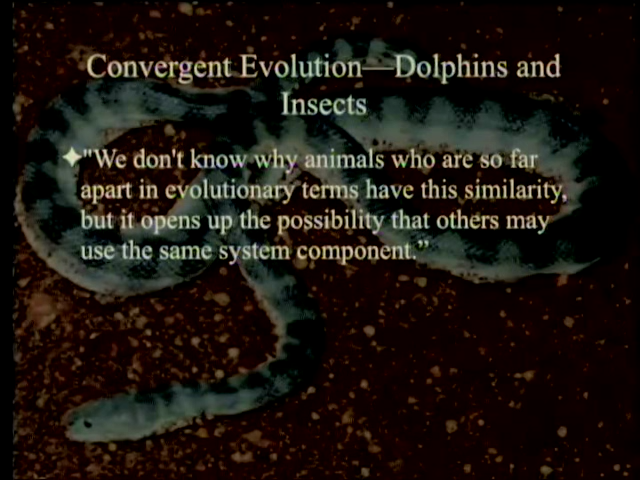 Convergent Evolution—Dolphins and
Insects
"We don't know why animals who are so far
apart in evolutionary terms have this similarity,
but it opens up the possibility that others may
use the same system component.”